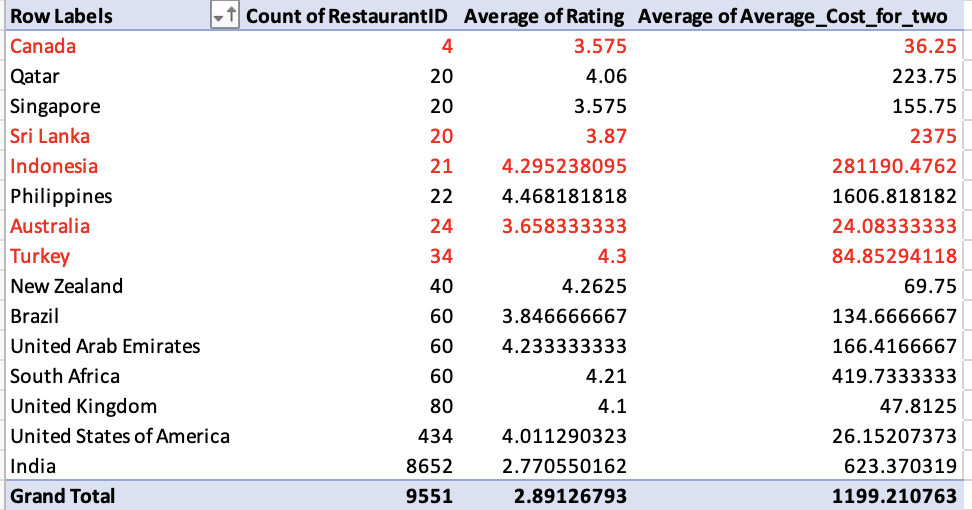 Row Labels Count of RestaurantID Average of Rating Average of Average_Cost_for_two
Canada 4 3.575 36.25
Qatar 20 4.06 223.75
Singapore 20 3.575 155.75
Sri Lanka 20 3.87 2375
Indonesia 21 4.295238095 281190.4762
Philippines 22 4.468181818 1606.818182
Australia 24 3.658333333 24.08333333
Turkey 34 4.3 84.85294118
New Zealand 40 4.2625 69.75
Brazil 60 3.846666667 134.6666667
United Arab Emirates 60 4.233333333 166.4166667
South Africa 60 4.21 419.7333333
United Kingdom 80 4.1 47.8125
United States of America 434 4.011290323 26.15207373
India 8652 2.770550162 623.370319
Grand Total 9551 2.89126793 1199.210763